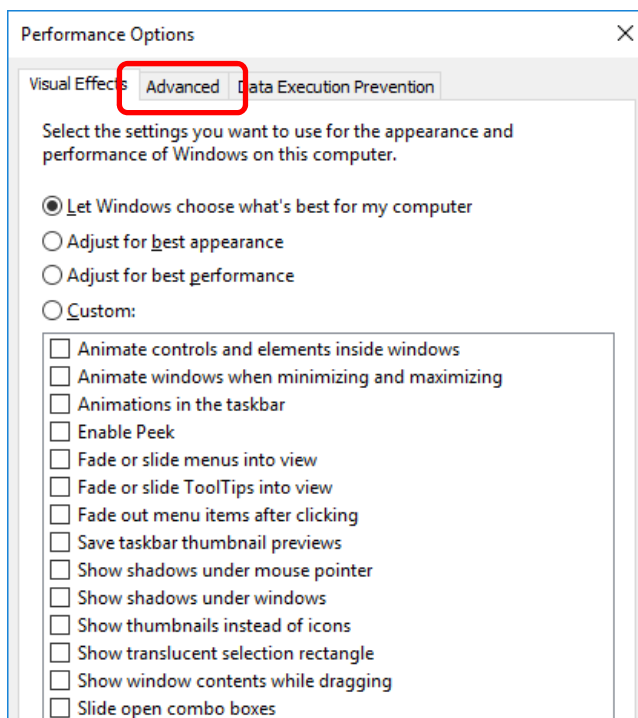 Performance Options
Visual Effects Advanced Data Execution Prevention
Select the settings you want to use for the appearance and
performance of Windows on this computer.
Let Windows choose what's best for my computer
Adjust for best appearance
Adjust for best performance
Custom:
Animate controls and elements inside windows
Animate windows when minimizing and maximizing
Animations in the taskbar
Enable Peek
Fade or slide menus into view
Fade or slide ToolTips into view
Fade out menu items after clicking
Save taskbar thumbnail previews
Show shadows under mouse pointer
Show shadows under windows
Show thumbnails instead of icons
Show translucent selection rectangle
Show window contents while dragging
Slide open combo boxes